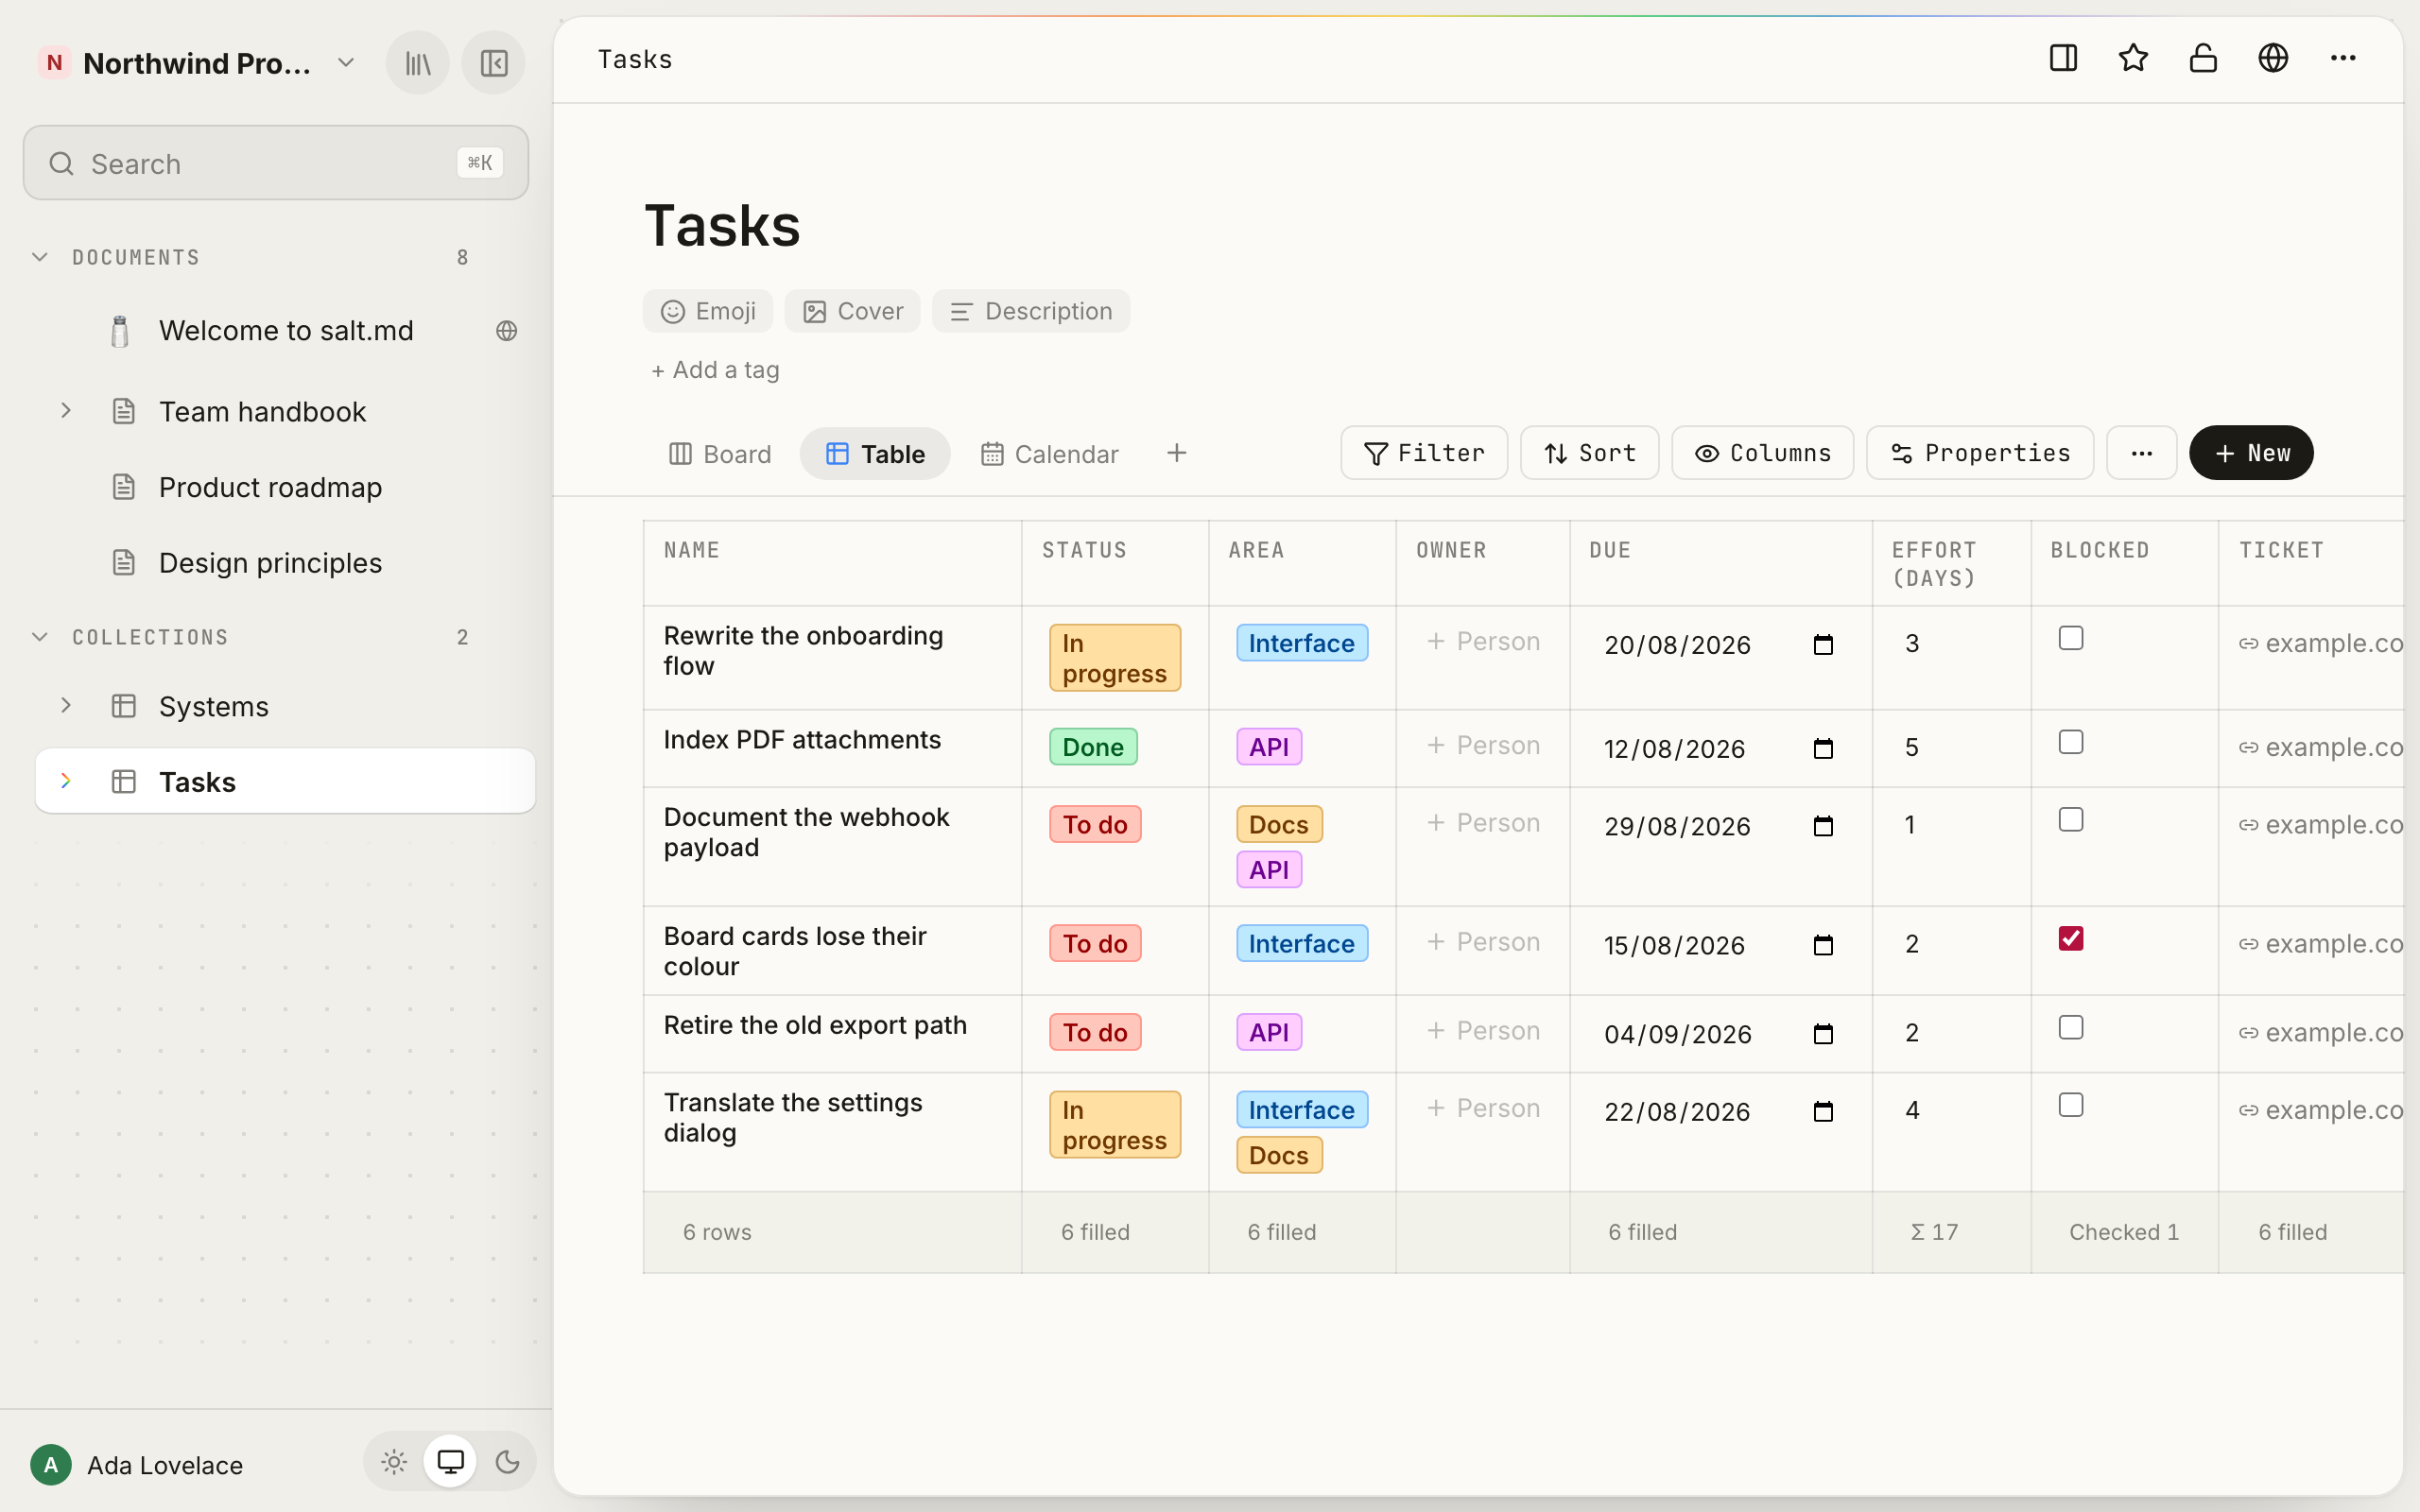 N Northwind Pro...
Search ⌘K
DOCUMENTS 8
Welcome to salt.md
Team handbook
Product roadmap
Design principles
COLLECTIONS 2
Systems
Tasks
A Ada Lovelace
Tasks
Tasks
Emoji Cover Description
+ Add a tag
Board Table Calendar + Filter Sort Columns Properties ... + New
NAME STATUS AREA OWNER DUE EFFORT (DAYS) BLOCKED TICKET
Rewrite the onboarding flow In progress Interface + Person 20/08/2026 3 example.co
Index PDF attachments Done API + Person 12/08/2026 5 example.co
Document the webhook payload To do Docs API + Person 29/08/2026 1 example.co
Board cards lose their colour To do Interface + Person 15/08/2026 2 example.co
Retire the old export path To do API + Person 04/09/2026 2 example.co
Translate the settings dialog In progress Interface Docs + Person 22/08/2026 4 example.co
6 rows 6 filled 6 filled 6 filled Σ 17 Checked 1 6 filled